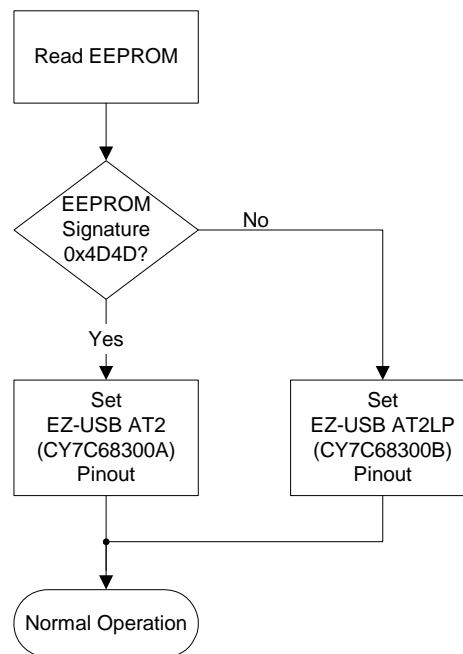 Read EEPROM
EEPROM
Signature
0x4D4D?
No
Yes
Set
EZ-USB AT2
(CY7C68300A)
Pinout
Set
EZ-USB AT2LP
(CY7C68300B)
Pinout
Normal Operation